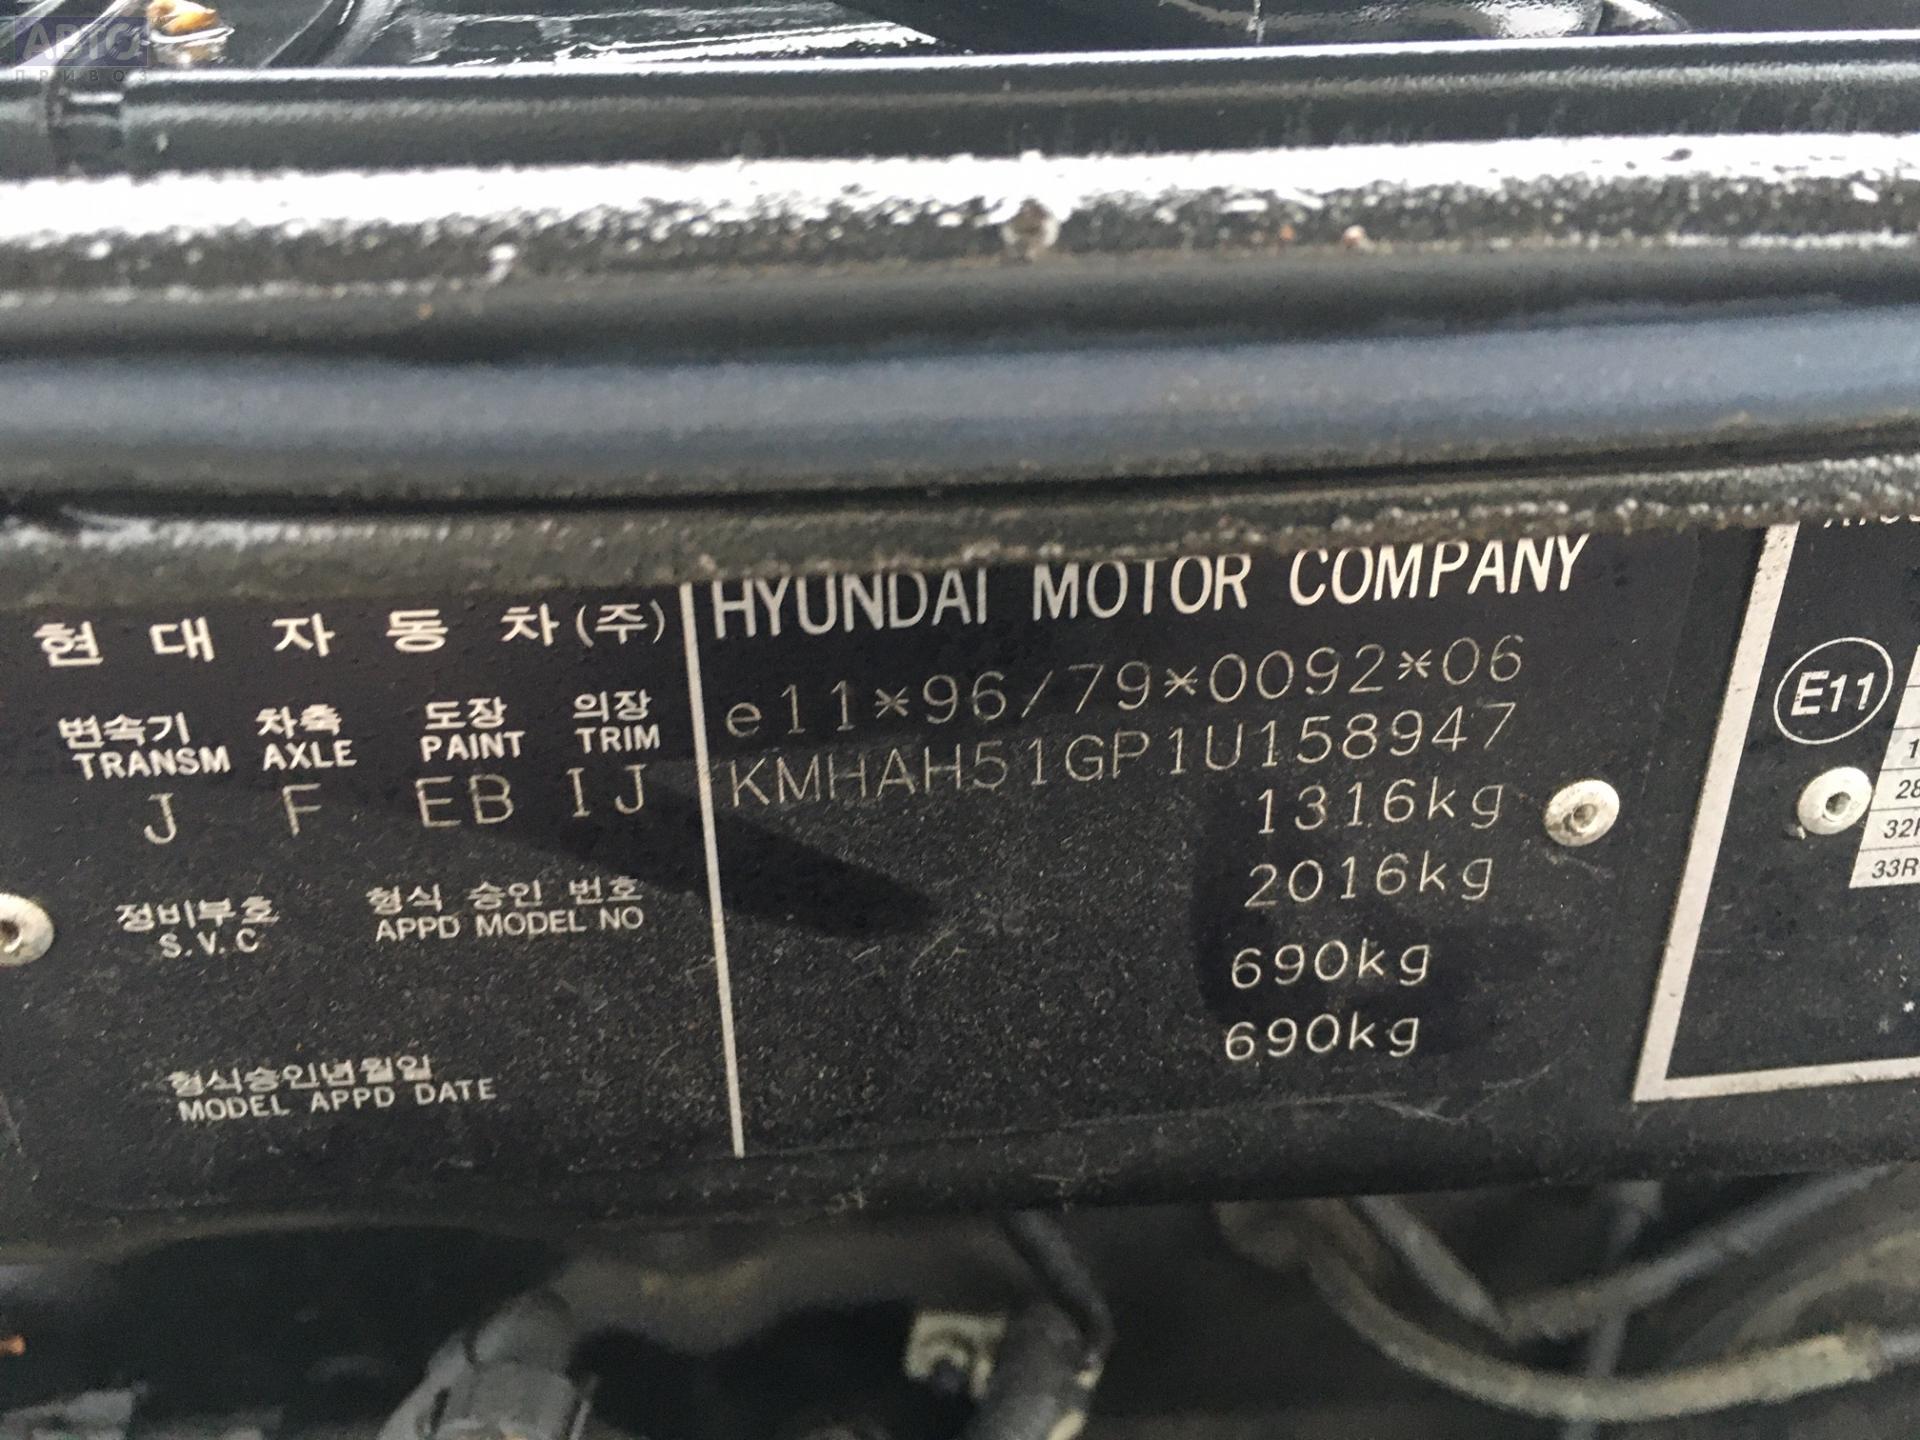 АВТО
ПРИВОЗ
현대자동차(주)
HYUNDAI MOTOR COMPANY
변속기 차축 도장 의장
TRANSM AXLE PAINT TRIM
J F EB IJ
e11*96/79*0092*06
KMHAH51GP1U158947
1316kg
2016kg
690kg
690kg
정비부호 형식 승인 번호
S.V.C APPD MODEL NO
형식승인년월일
MODEL APPD DATE
E11